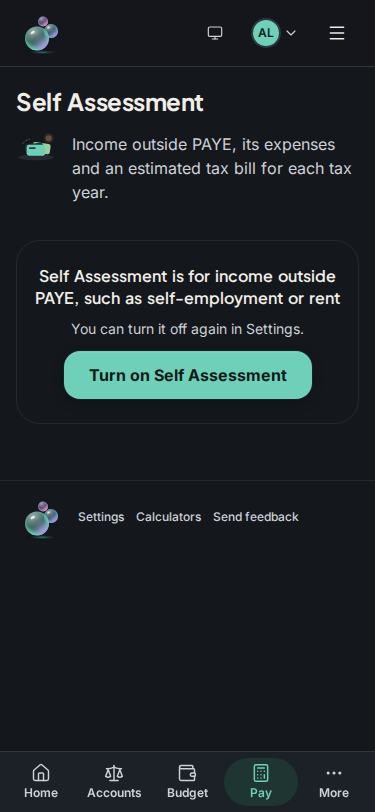 AL
Self Assessment
Income outside PAYE, its expenses
and an estimated tax bill for each tax
year.
Self Assessment is for income outside
PAYE, such as self-employment or rent
You can turn it off again in Settings.
Turn on Self Assessment
Settings Calculators Send feedback
Home Accounts Budget Pay More